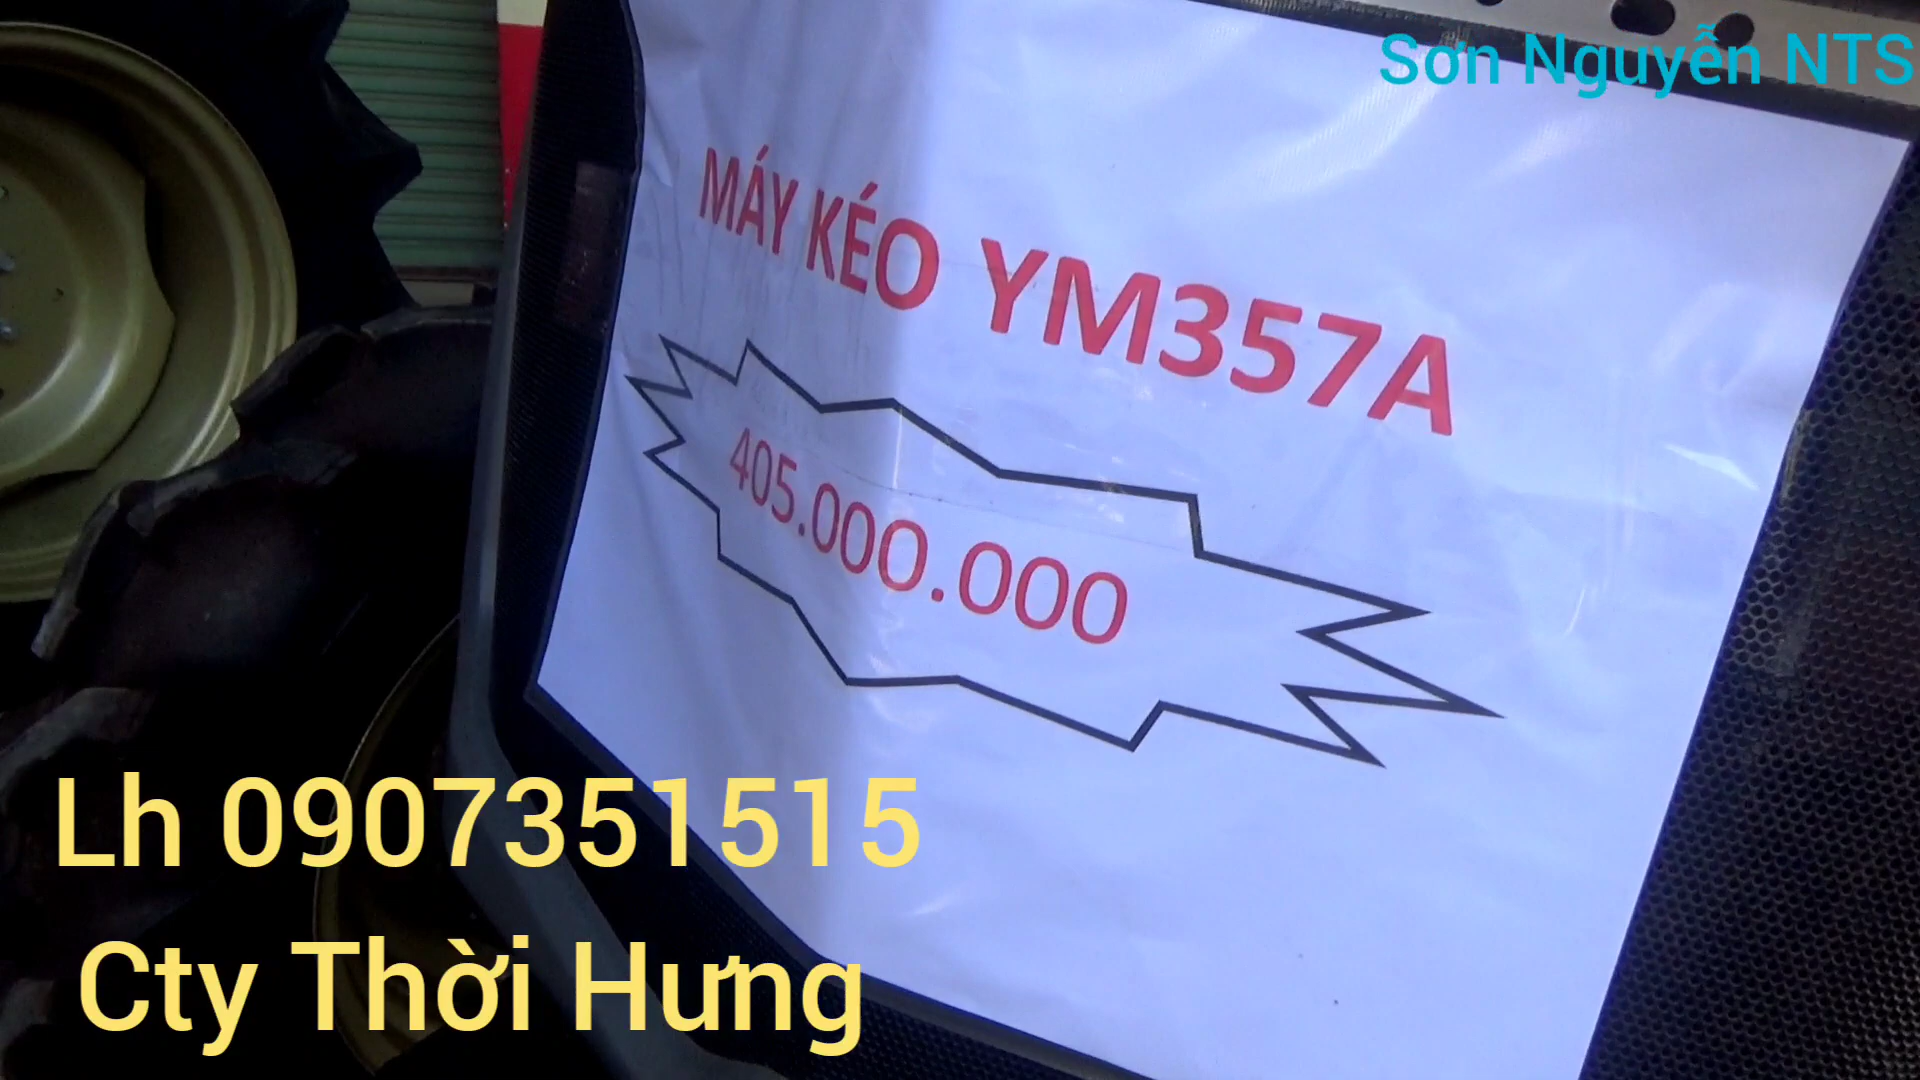 Sơn Nguyễn NTS
MÁY KÉO YM357A
405.000.000
Lh 0907351515
Cty Thời Hưng